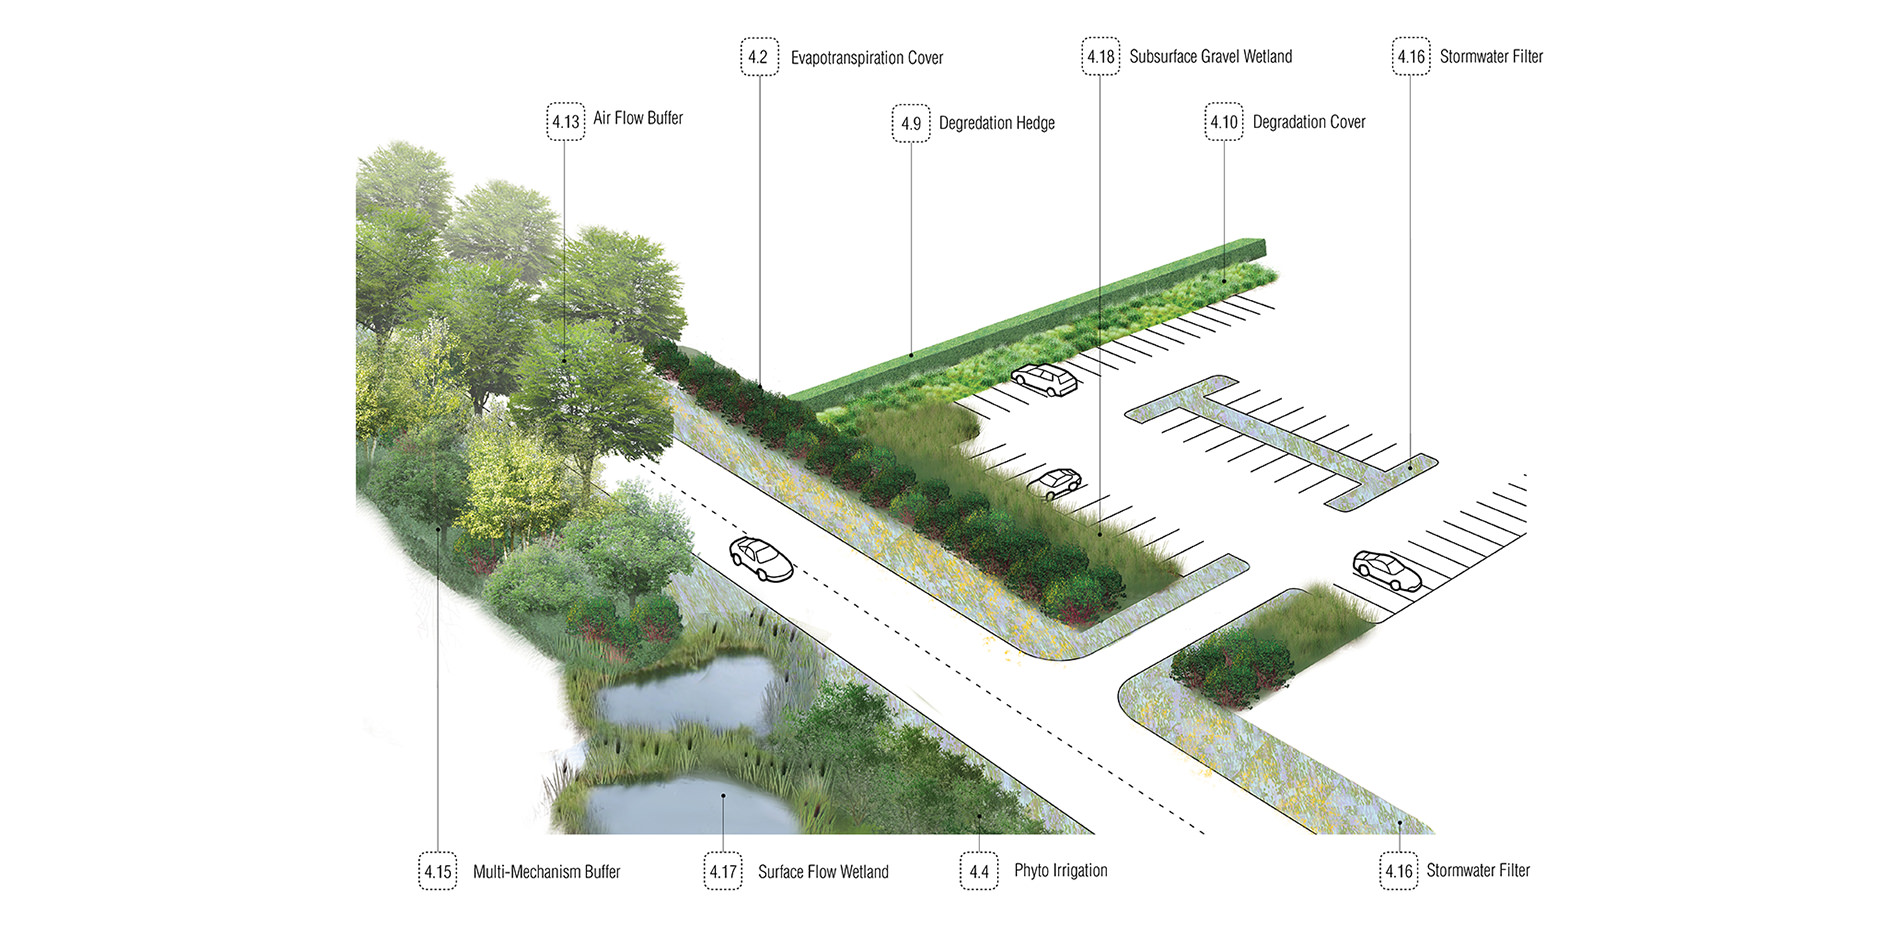 4.2 Evapotranspiration Cover
4.18 Subsurface Gravel Wetland
4.16 Stormwater Filter
4.13 Air Flow Buffer
4.9 Degredation Hedge
4.10 Degradation Cover
4.15 Multi-Mechanism Buffer
4.17 Surface Flow Wetland
4.4 Phyto Irrigation
4.16 Stormwater Filter